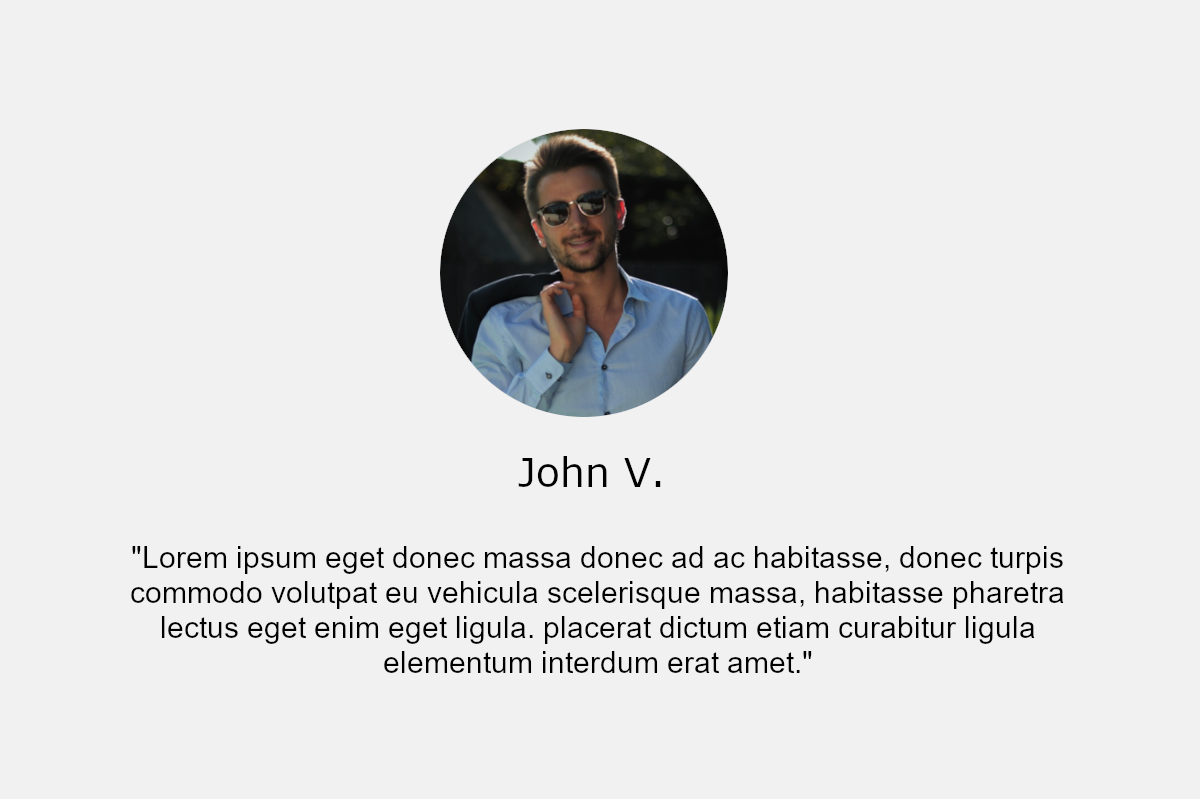 John V.
"Lorem ipsum eget donec massa donec ad ac habitasse, donec turpis
commodo volutpat eu vehicula scelerisque massa, habitasse pharetra
lectus eget enim eget ligula. placerat dictum etiam curabitur ligula
elementum interdum erat amet."